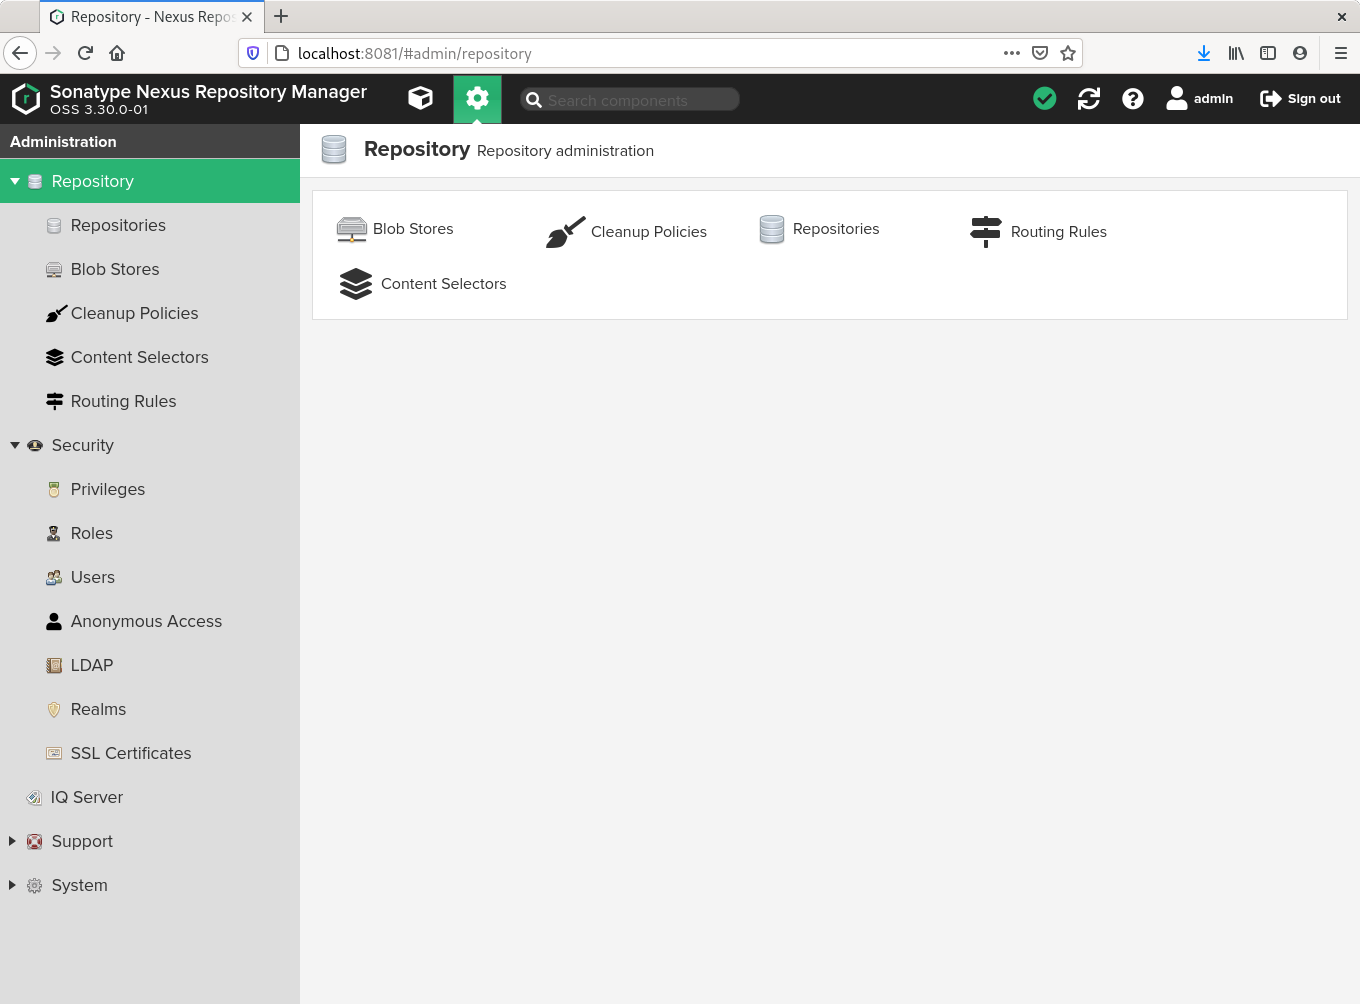 Repository - Nexus Repos
localhost:8081/#admin/repository
Sonatype Nexus Repository Manager
OSS 3.30.0-01
Search components
admin
Sign out
Administration
Repository
Repositories
Blob Stores
Cleanup Policies
Content Selectors
Routing Rules
Security
Privileges
Roles
Users
Anonymous Access
LDAP
Realms
SSL Certificates
IQ Server
Support
System
Repository Repository administration
Blob Stores Cleanup Policies Repositories Routing Rules
Content Selectors